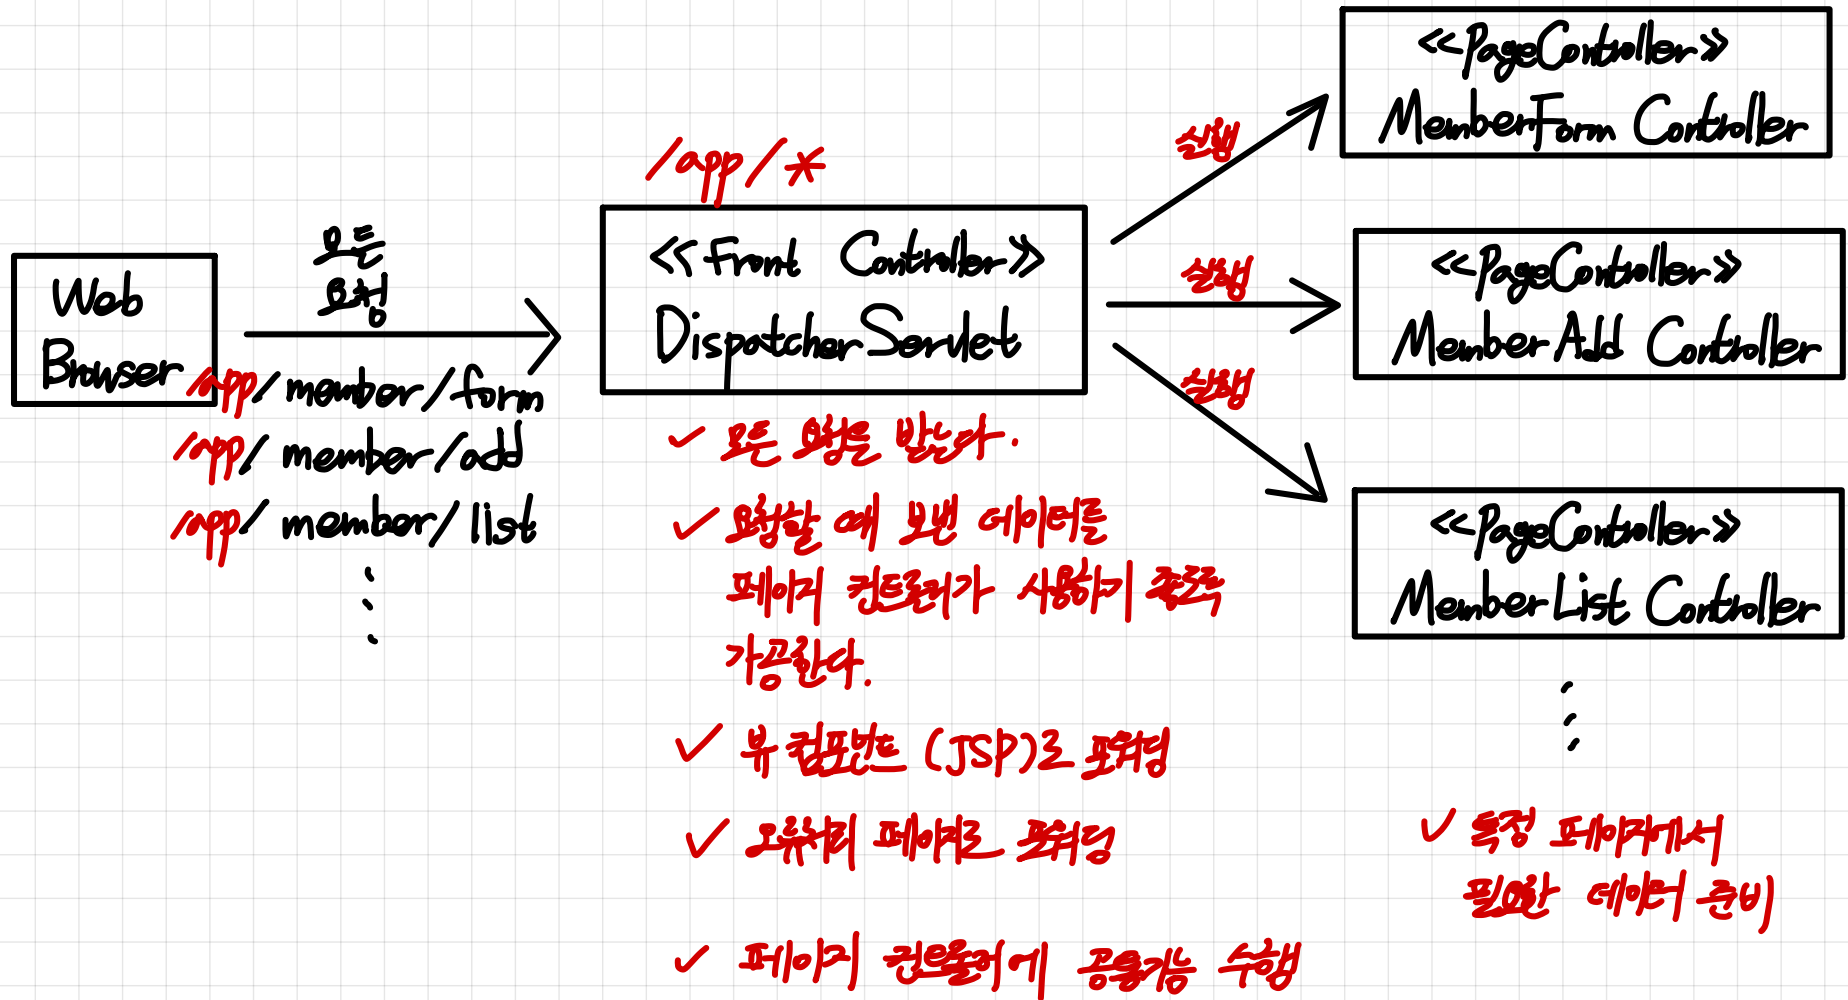 Web
Browser
모든
요청
/app/member/form
/app/member/add
/app/member/list
/app/*
<<Front Controller>>
DispatcherServlet
✓ 모든 요청을 받는다.
✓ 요청할 때 보낸 데이터를
페이지 컨트롤러가 사용하기 좋도록
가공한다.
✓ 뷰 컴포넌트 (JSP)로 포워딩
✓ 오류처리 페이지로 포워딩
✓ 페이지 컨트롤러에 공통기능 수행
실행
실행
실행
<<PageController>>
MemberForm Controller
<<PageController>>
Member Add Controller
<<PageController>>
Member List Controller
✓ 특정 페이지에서
필요한 데이터 준비